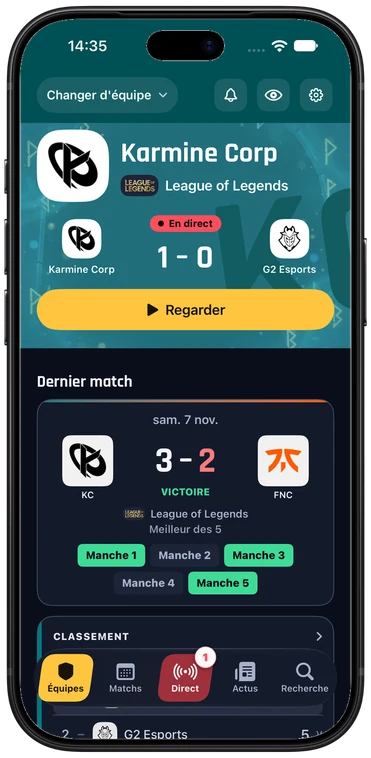 14:35
Changer d'équipe
Karmine Corp
LEAGUE OF LEGENDS League of Legends
En direct
1 - 0
Karmine Corp
G2 Esports
Regarder
Dernier match
sam. 7 nov.
3 - 2
KC
VICTOIRE
FNC
League of Legends
Meilleur des 5
Manche 1 Manche 2 Manche 3
Manche 4 Manche 5
CLASSEMENT
1
Équipes Matchs Direct Actus Recherche
2 – G2 Esports 5